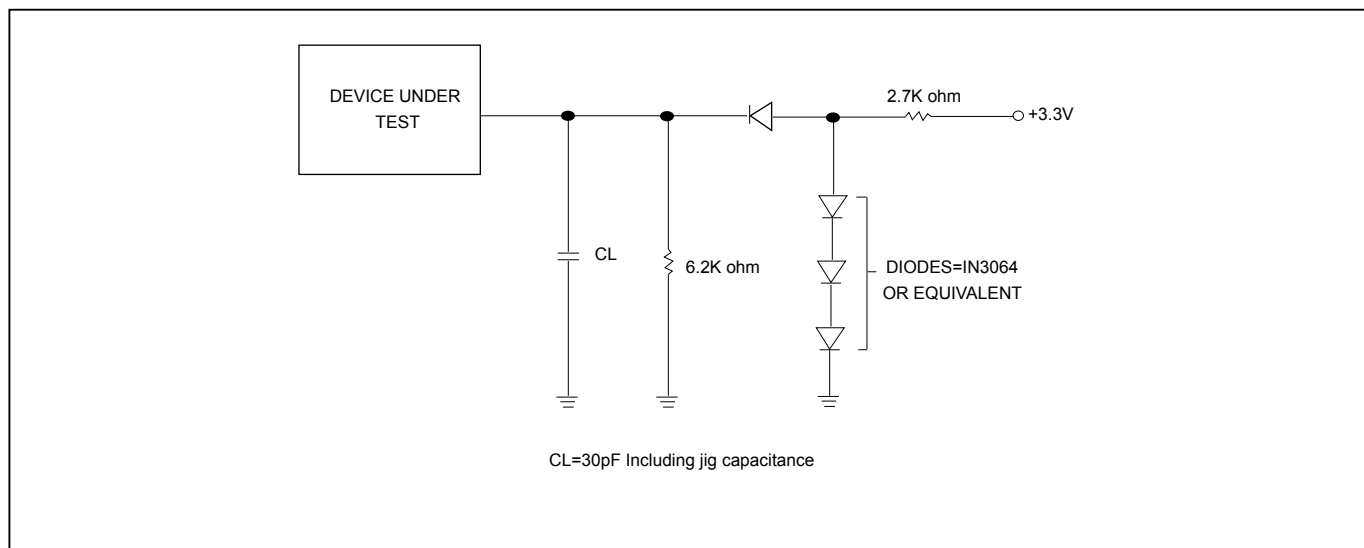 DEVICE UNDER
TEST
2.7K ohm
+3.3V
CL
6.2K ohm
DIODES=IN3064
OR EQUIVALENT
CL=30pF Including jig capacitance